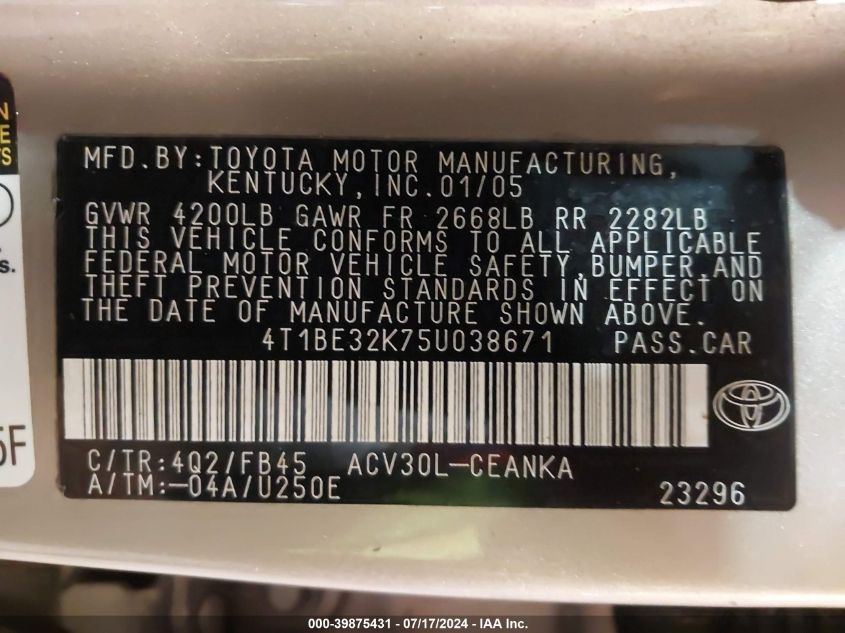 MFD.BY:TOYOTA MOTOR MANUFACTURING,
KENTUCKY,INC.01/05
GVWR 4200LB GAWR FR 2668LB RR 2282LB
THIS VEHICLE CONFORMS TO ALL APPLICABLE
FEDERAL MOTOR VEHICLE SAFETY,BUMPER,AND
THEFT PREVENTION STANDARDS IN EFFECT ON
THE DATE OF MANUFACTURE SHOWN ABOVE.
4T1BE32K75U038671 PASS.CAR
C/TR:4Q2/FB45 ACV30L-CEANKA
A/TM:-04A/U250E 23296
000-39875431 - 07/17/2024 - IAA Inc.